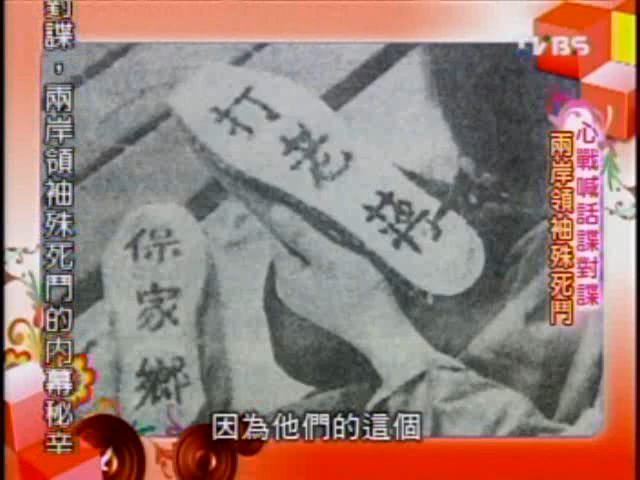 對諜，兩岸領袖殊死鬥的內幕秘辛
TVBS
心戰喊話諜對諜
兩岸領袖殊死鬥
打老蔣
保家鄉
因為他們的這個